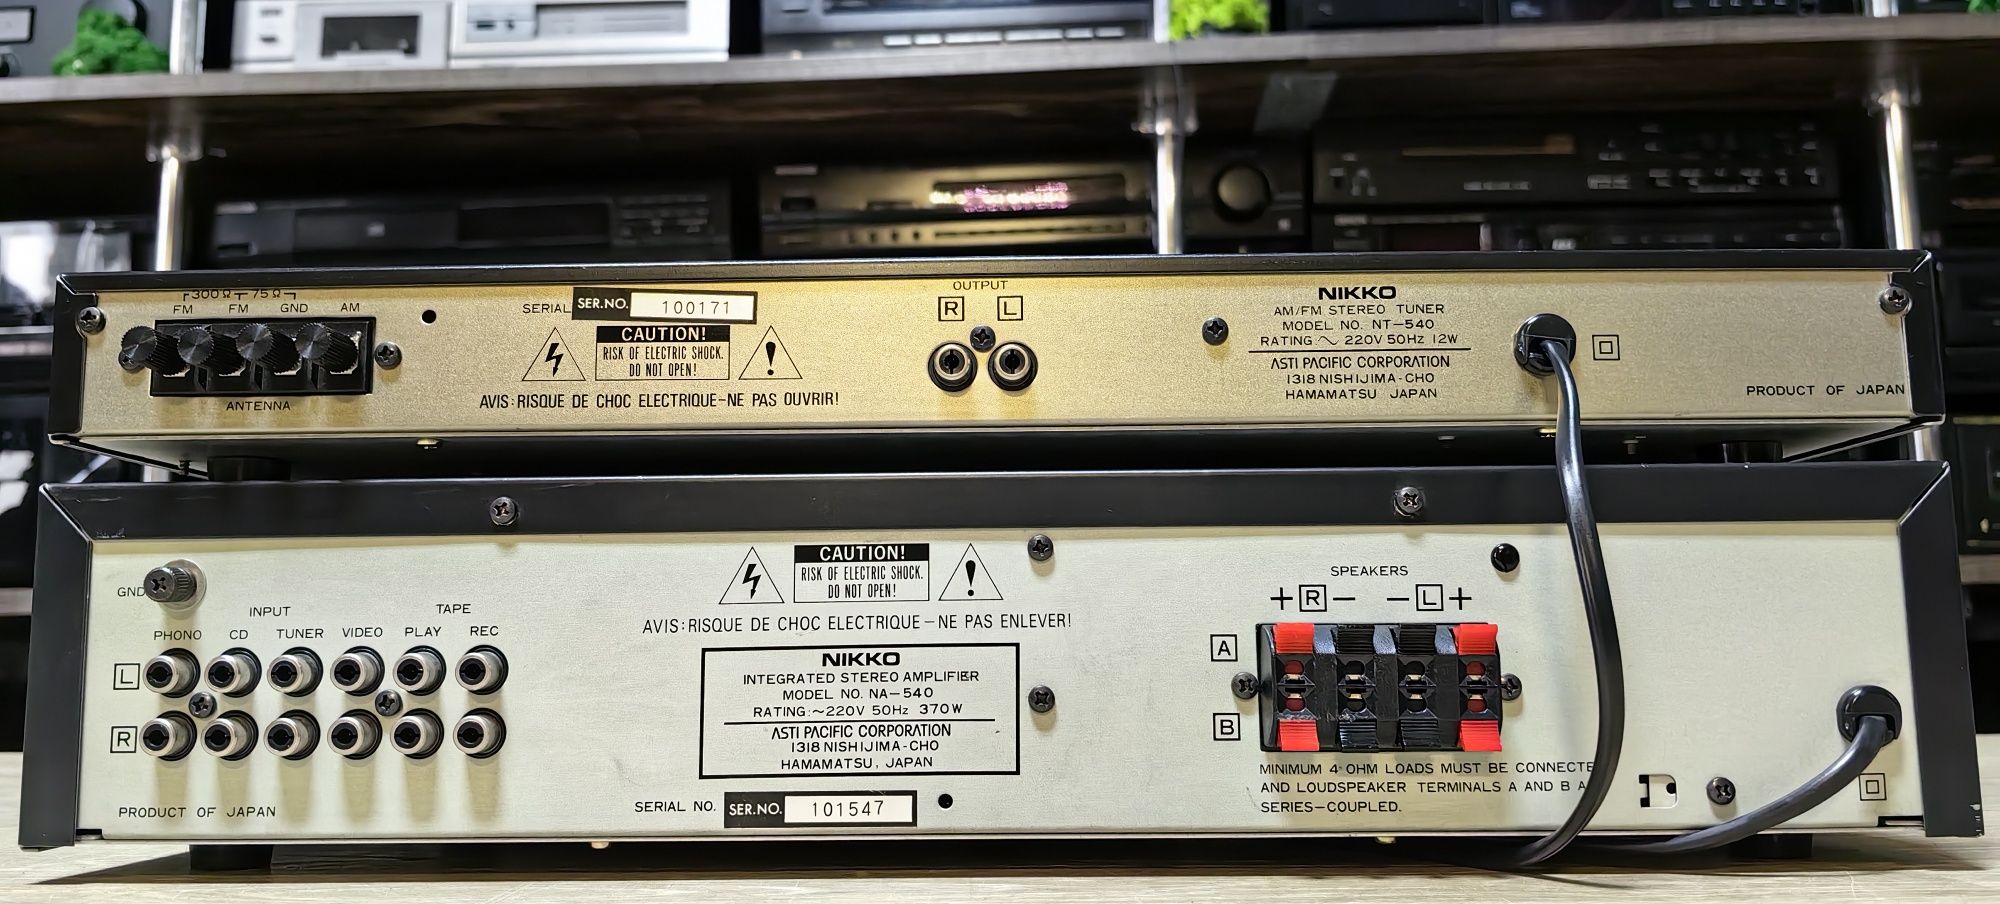 300Ω 75Ω
FM FM GND AM
ANTENNA
SERIAL SER.NO. 100171
CAUTION!
RISK OF ELECTRIC SHOCK.
DO NOT OPEN!
AVIS:RISQUE DE CHOC ELECTRIQUE-NE PAS OUVRIR!
OUTPUT
R L
NIKKO
AM/FM STEREO TUNER
MODEL NO. NT-540
RATING:~ 220V 50Hz 12W
ASTI PACIFIC CORPORATION
1318 NISHIJIMA-CHO
HAMAMATSU JAPAN
PRODUCT OF JAPAN
GND
INPUT TAPE
PHONO CD TUNER VIDEO PLAY REC
L
R
PRODUCT OF JAPAN
CAUTION!
RISK OF ELECTRIC SHOCK.
DO NOT OPEN!
AVIS:RISQUE DE CHOC ELECTRIQUE-NE PAS ENLEVER!
NIKKO
INTEGRATED STEREO AMPLIFIER
MODEL NO. NA-540
RATING:~220V 50Hz 370W
ASTI PACIFIC CORPORATION
1318 NISHIJIMA-CHO
HAMAMATSU, JAPAN
SERIAL NO. SER.NO. 101547
SPEAKERS
+ R - - L +
A
B
MINIMUM 4-OHM LOADS MUST BE CONNECTE
AND LOUDSPEAKER TERMINALS A AND B A
SERIES-COUPLED.